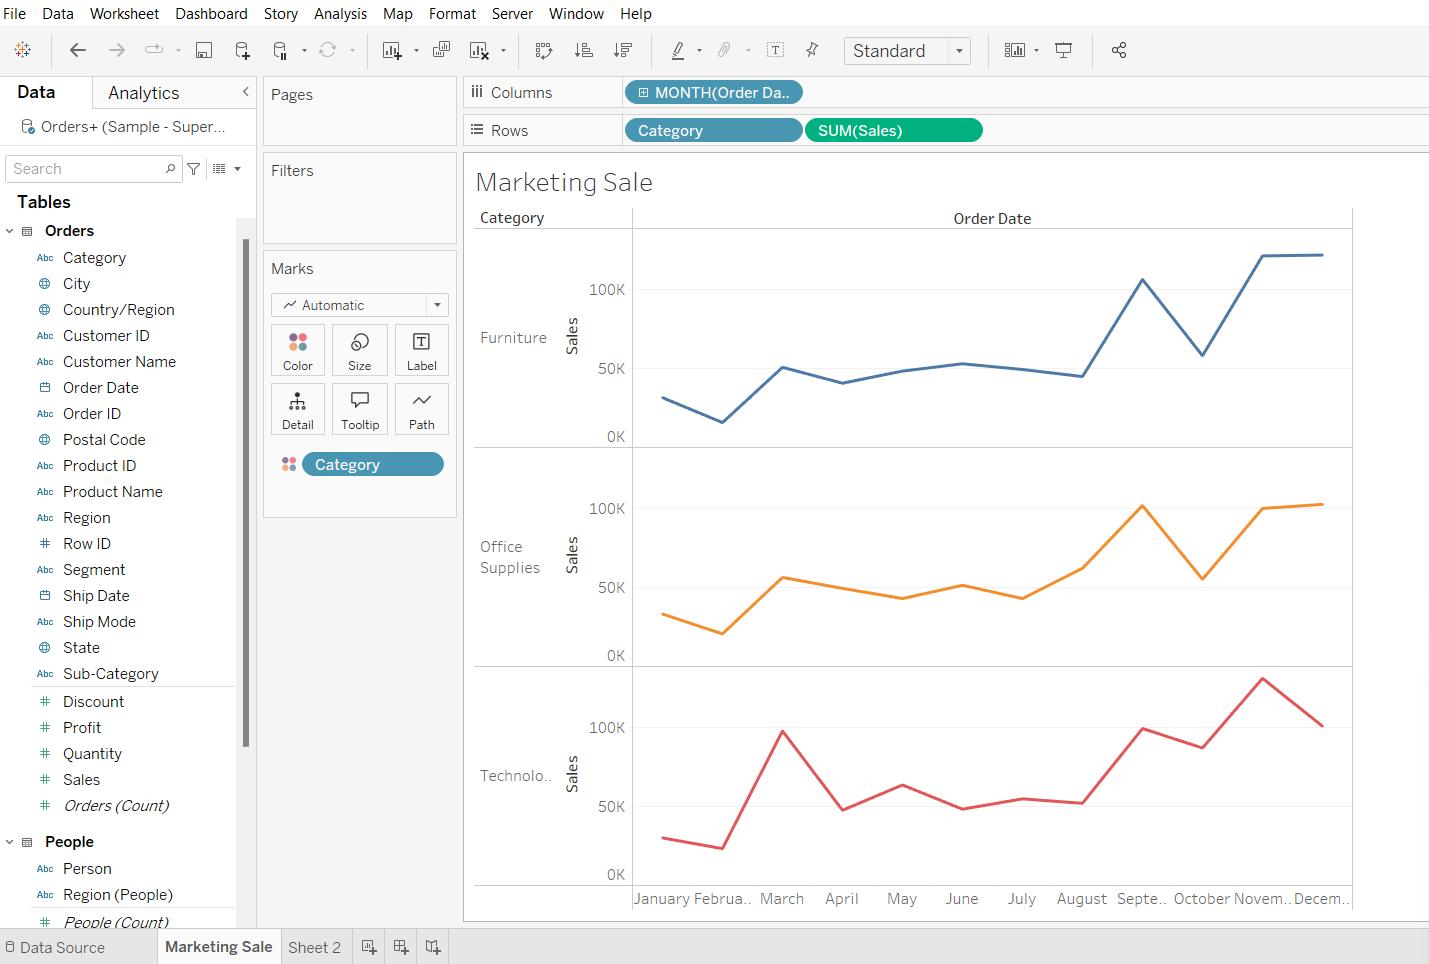 File Data Worksheet Dashboard Story Analysis Map Format Server Window Help
Standard
Data Analytics
Orders+ (Sample - Super...
Search
Tables
Orders
Abc Category
City
Country/Region
Abc Customer ID
Abc Customer Name
Order Date
Abc Order ID
Postal Code
Abc Product ID
Abc Product Name
Abc Region
# Row ID
Abc Segment
Ship Date
Abc Ship Mode
State
Abc Sub-Category
# Discount
# Profit
# Quantity
# Sales
# Orders (Count)
People
Abc Person
Abc Region (People)
# People (Count)
Pages
Filters
Marks
Automatic
Color Size Label
Detail Tooltip Path
Category
Columns MONTH(Order Da..
Rows Category SUM(Sales)
Marketing Sale
Category Order Date
Furniture
Sales
100K
50K
0K
Office
Supplies
Sales
100K
50K
0K
Technolo..
Sales
100K
50K
0K
January Februa.. March April May June July August Septe.. October Novem.. Decem..
Data Source Marketing Sale Sheet 2